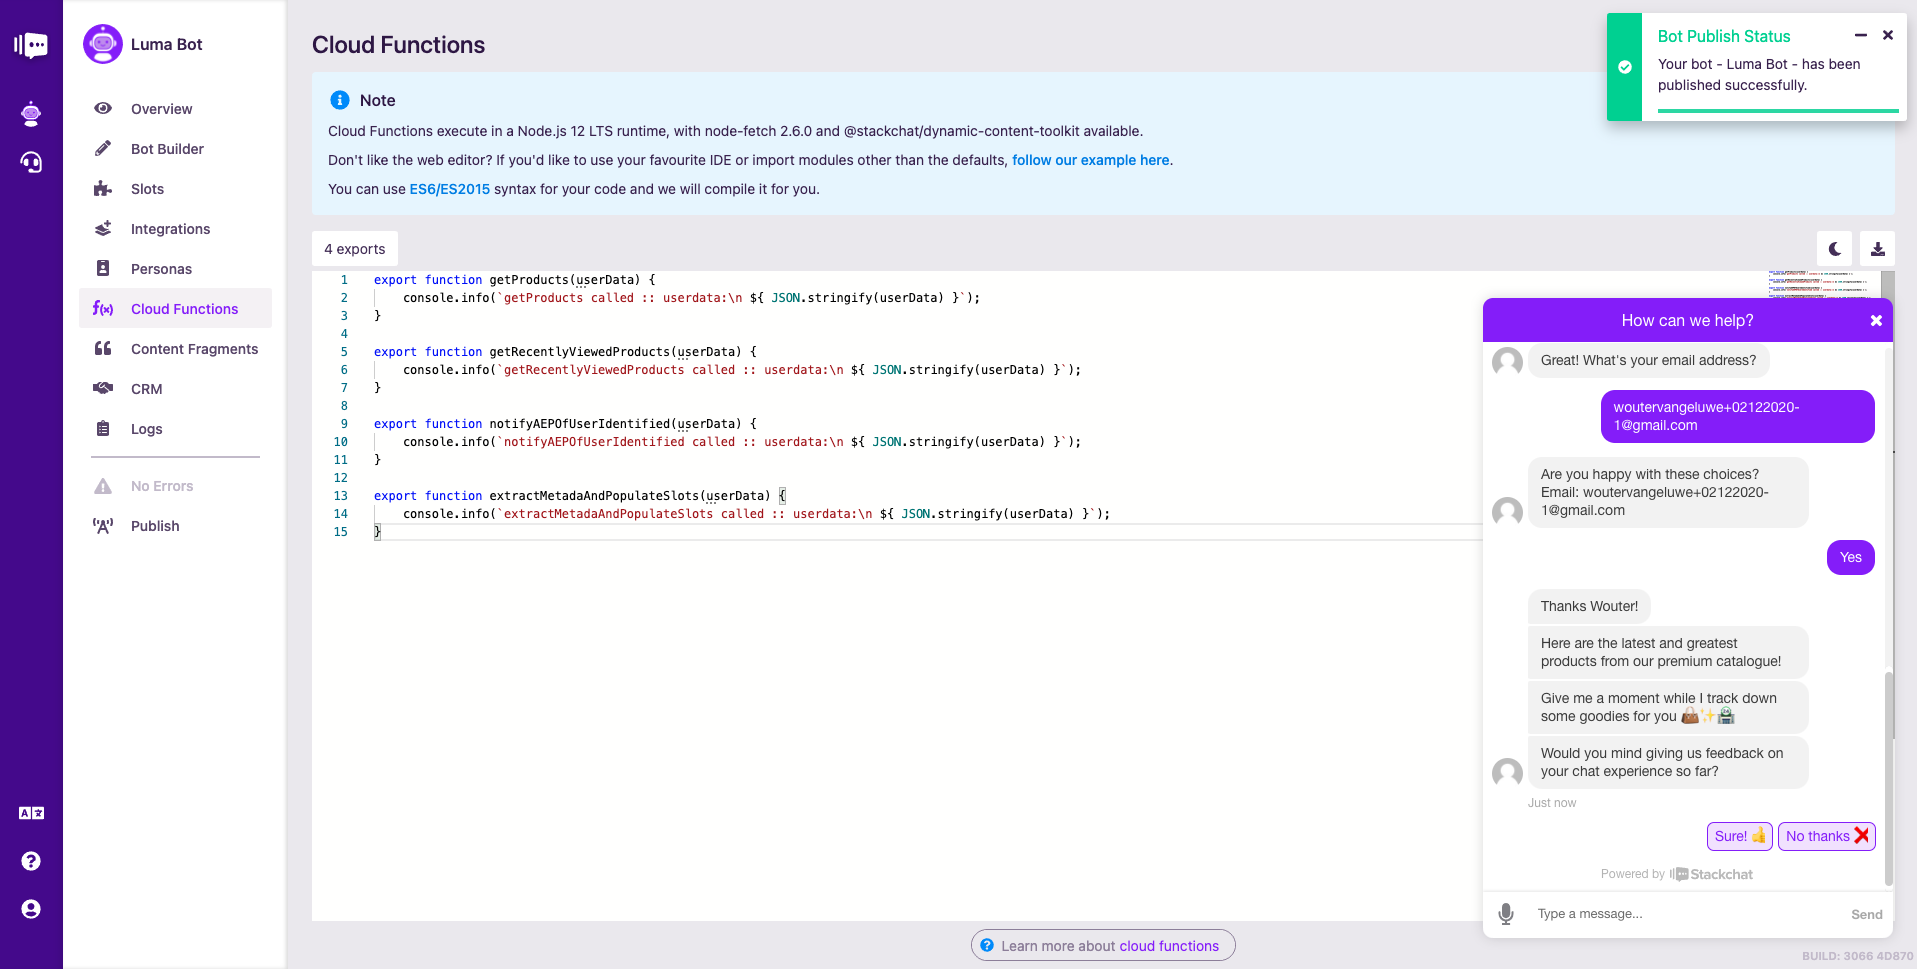 Luma Bot
Overview
Bot Builder
Slots
Integrations
Personas
f(x) Cloud Functions
Content Fragments
CRM
Logs
No Errors
Publish
Cloud Functions
Note
Cloud Functions execute in a Node.js 12 LTS runtime, with node-fetch 2.6.0 and @stackchat/dynamic-content-toolkit available.
Don't like the web editor? If you'd like to use your favourite IDE or import modules other than the defaults, follow our example here.
You can use ES6/ES2015 syntax for your code and we will compile it for you.
Bot Publish Status
Your bot - Luma Bot - has been
published successfully.
4 exports
1 export function getProducts(userData) {
2 console.info(`getProducts called :: userdata:\n ${ JSON.stringify(userData) }`);
3 }
4
5 export function getRecentlyViewedProducts(userData) {
6 console.info(`getRecentlyViewedProducts called :: userdata:\n ${ JSON.stringify(userData) }`);
7 }
8
9 export function notifyAEPOfUserIdentified(userData) {
10 console.info(`notifyAEPOfUserIdentified called :: userdata:\n ${ JSON.stringify(userData) }`);
11 }
12
13 export function extractMetadaAndPopulateSlots(userData) {
14 console.info(`extractMetadaAndPopulateSlots called :: userdata:\n ${ JSON.stringify(userData) }`);
15 }
How can we help?
Great! What's your email address?
woutervangeluwe+02122020-
1@gmail.com
Are you happy with these choices?
Email: woutervangeluwe+02122020-
1@gmail.com
Yes
Thanks Wouter!
Here are the latest and greatest
products from our premium catalogue!
Give me a moment while I track down
some goodies for you 👜✨🏪
Would you mind giving us feedback on
your chat experience so far?
Just now
Sure! 👍 No thanks ❌
Powered by Stackchat
Type a message... Send
Learn more about cloud functions
BUILD: 3066 4D870